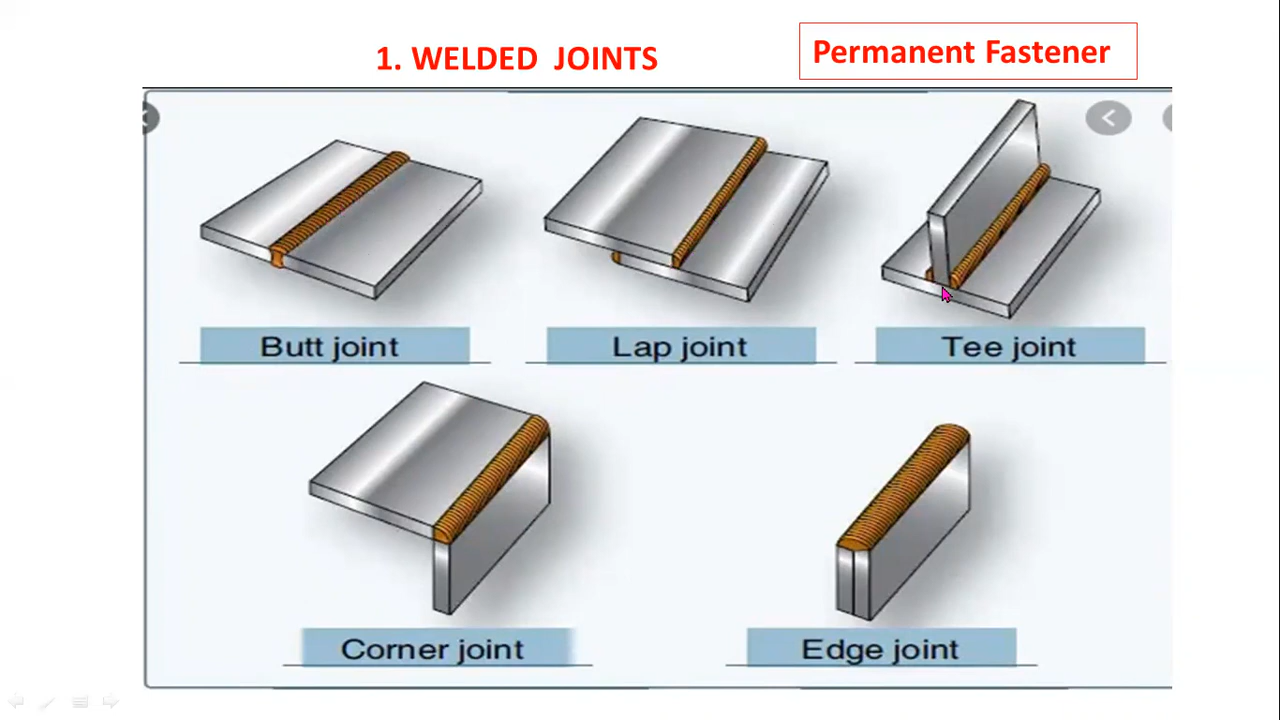 1. WELDED JOINTS
Permanent Fastener
Butt joint
Lap joint
Tee joint
Corner joint
Edge joint